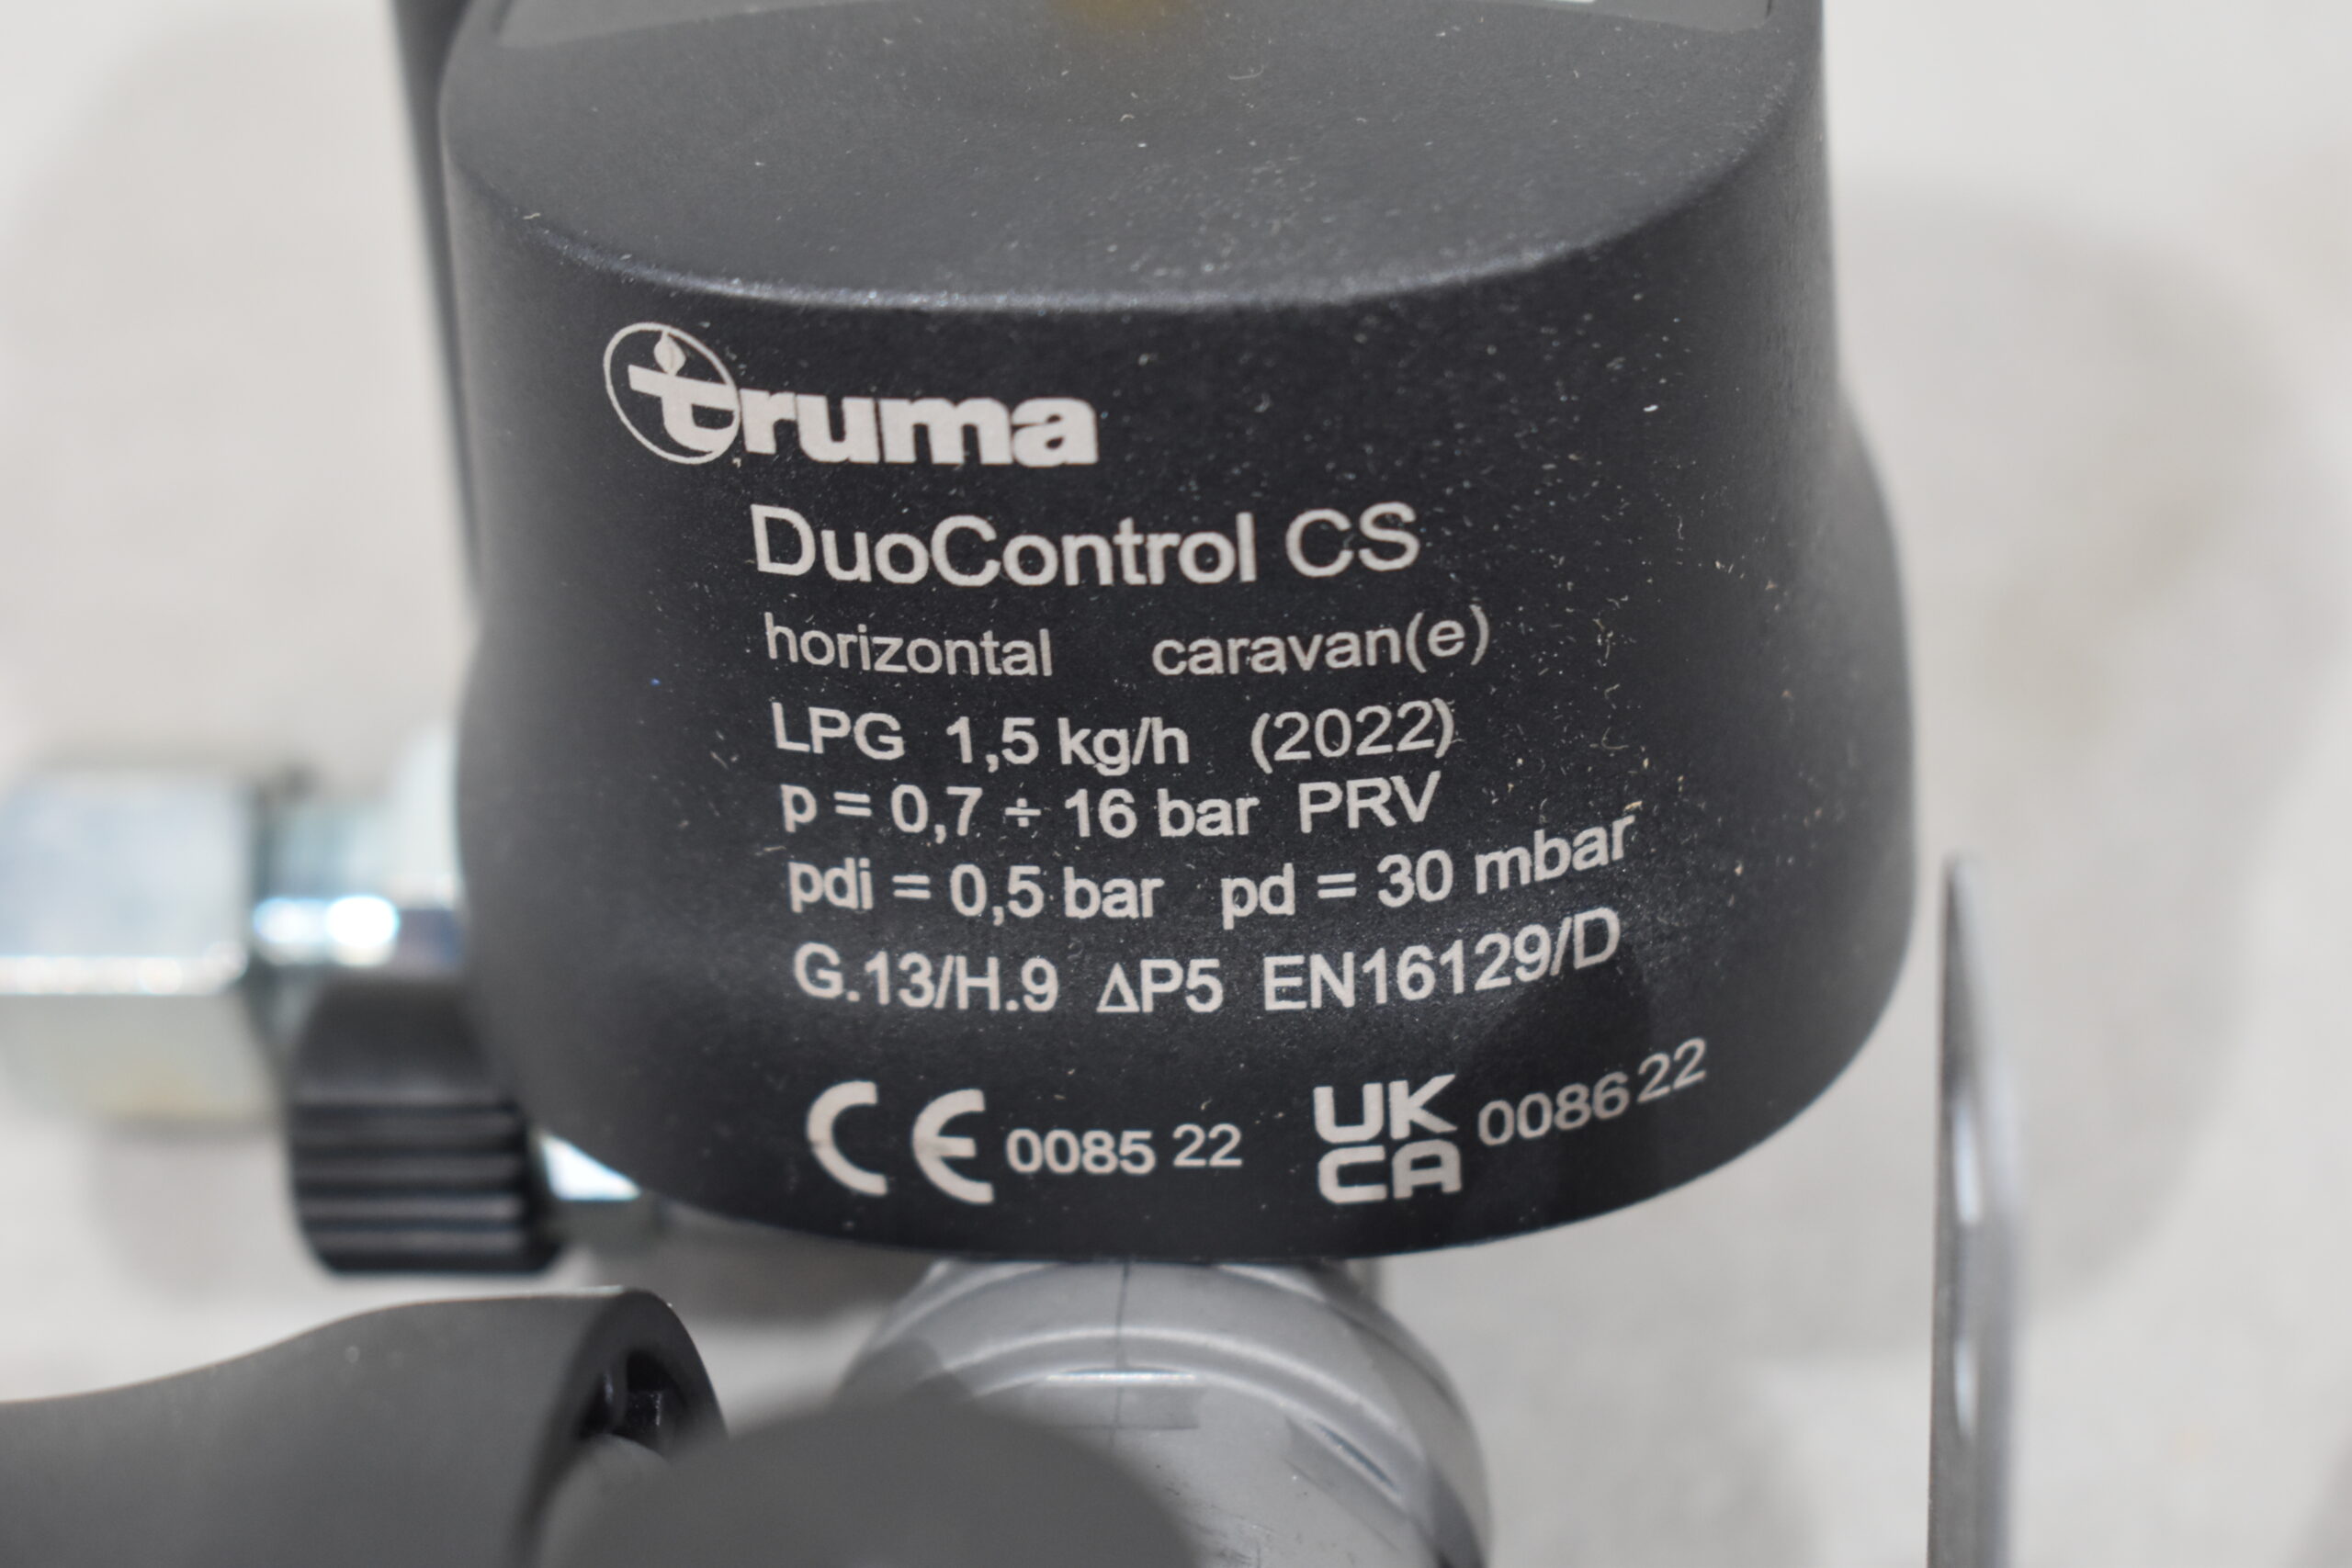 truma
DuoControl CS
horizontal caravan(e)
LPG 1,5 kg/h (2022)
p = 0,7 ÷ 16 bar PRV
pdi = 0,5 bar pd = 30 mbar
G.13/H.9 ΔP5 EN16129/D
CE 0085 22 UK CA 0086 22